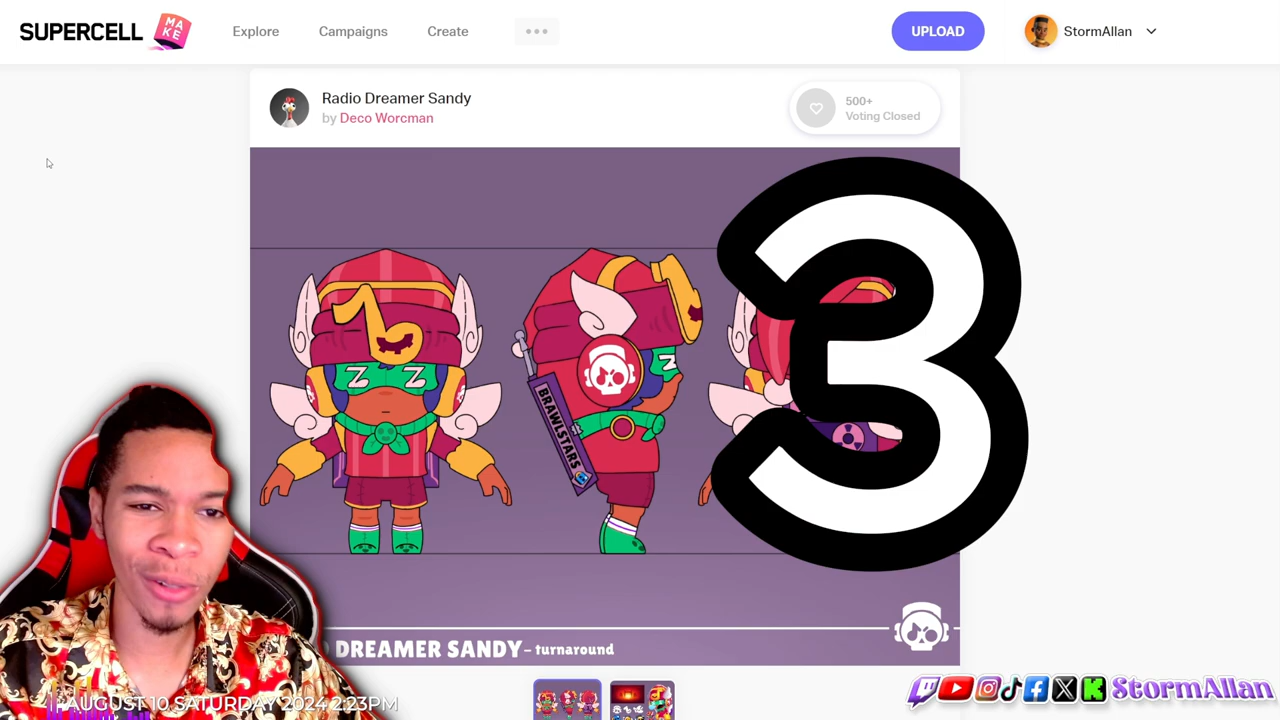 SUPERCELL MAKE
Explore
Campaigns
Create
UPLOAD
StormAllan
Radio Dreamer Sandy
by Deco Worcman
500+
Voting Closed
3
Z Z
Z
BRAWLSTARS
DREAMER SANDY – turnaround
AUGUST 10 SATURDAY 2024 2:23PM
StormAllan